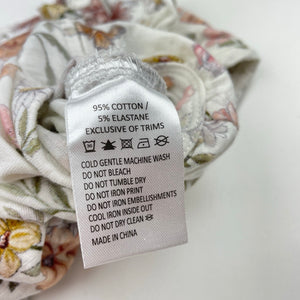 95% COTTON /
5% ELASTANE
EXCLUSIVE OF TRIMS
COLD GENTLE MACHINE WASH
DO NOT BLEACH
DO NOT TUMBLE DRY
DO NOT IRON PRINT
DO NOT IRON EMBELLISHMENTS
COOL IRON INSIDE OUT
DO NOT DRY CLEAN
MADE IN CHINA